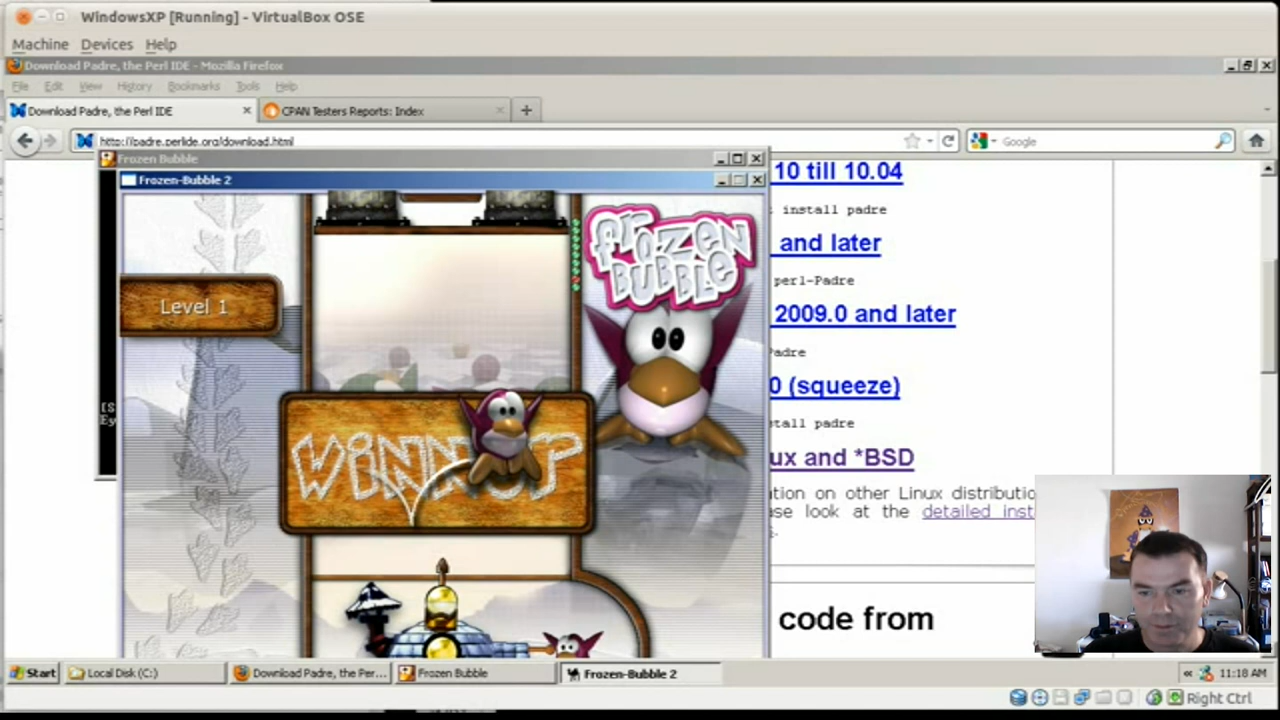 WindowsXP [Running] - VirtualBox OSE
Machine Devices Help
Download Padre, the Perl IDE - Mozilla Firefox
File Edit View History Bookmarks Tools Help
Download Padre, the Perl IDE
CPAN Testers Reports: Index
http://padre.perlide.org/download.html
Google
Frozen Bubble
Frozen-Bubble 2
10 till 10.04
install padre
and later
perl-Padre
2009.0 and later
Padre
0 (squeeze)
tall padre
ux and *BSD
ation on other Linux distributio
ase look at the detailed inst
Level 1
Frozen
Bubble
[S
Ey
code from
Start
Local Disk (C:)
Download Padre, the Per...
Frozen Bubble
Frozen-Bubble 2
« 11:18 AM
Right Ctrl